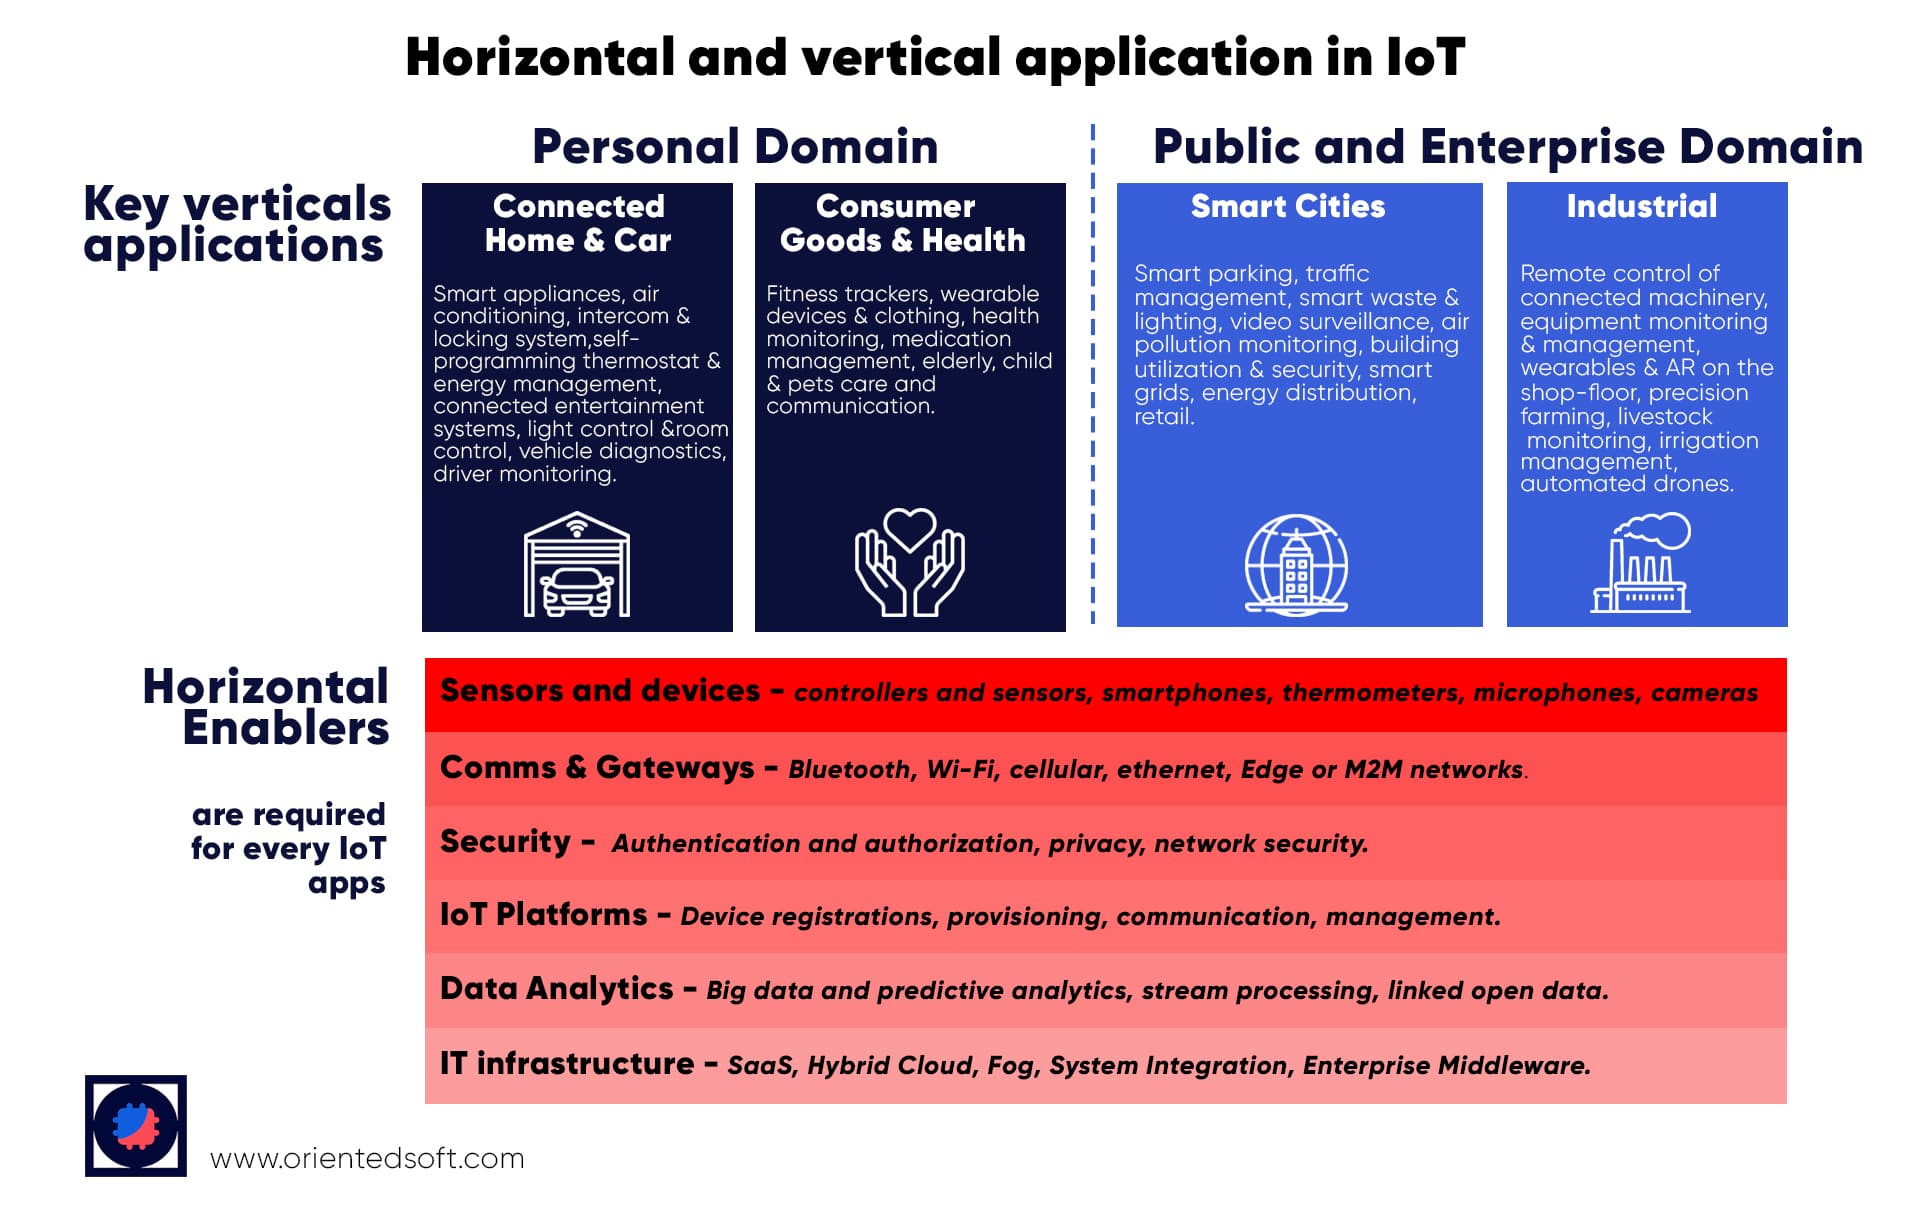 Horizontal and vertical application in IoT
Personal Domain
Public and Enterprise Domain
Key verticals
applications
Connected
Home & Car
Smart appliances, air
conditioning, intercom &
locking system,self-
programming thermostat &
energy management,
connected entertainment
systems, light control &room
control, vehicle diagnostics,
driver monitoring.
Consumer
Goods & Health
Fitness trackers, wearable
devices & clothing, health
monitoring, medication
management, elderly, child
& pets care and
communication.
Smart Cities
Smart parking, traffic
management, smart waste &
lighting, video surveillance, air
pollution monitoring, building
utilization & security, smart
grids, energy distribution,
retail.
Industrial
Remote control of
connected machinery,
equipment monitoring
& management,
wearables & AR on the
shop-floor, precision
farming, livestock
monitoring, irrigation
management,
automated drones.
Horizontal
Enablers
are required
for every IoT
apps
Sensors and devices - controllers and sensors, smartphones, thermometers, microphones, cameras
Comms & Gateways - Bluetooth, Wi-Fi, cellular, ethernet, Edge or M2M networks.
Security - Authentication and authorization, privacy, network security.
IoT Platforms - Device registrations, provisioning, communication, management.
Data Analytics - Big data and predictive analytics, stream processing, linked open data.
IT infrastructure - SaaS, Hybrid Cloud, Fog, System Integration, Enterprise Middleware.
www.orientedsoft.com